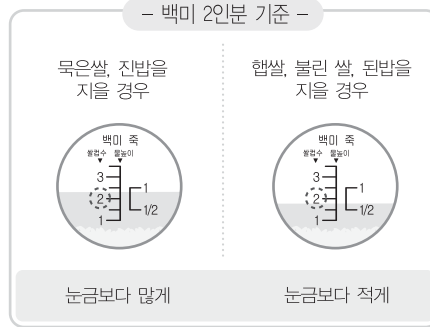 – 백미 2인분 기준 –
묵은쌀, 진밥을
지을 경우
백미 죽
쌀컵수 물높이
3
2
1
1
1/2
눈금보다 많게
햅쌀, 불린 쌀, 된밥을
지을 경우
백미 죽
쌀컵수 물높이
3
2
1
1
1/2
눈금보다 적게